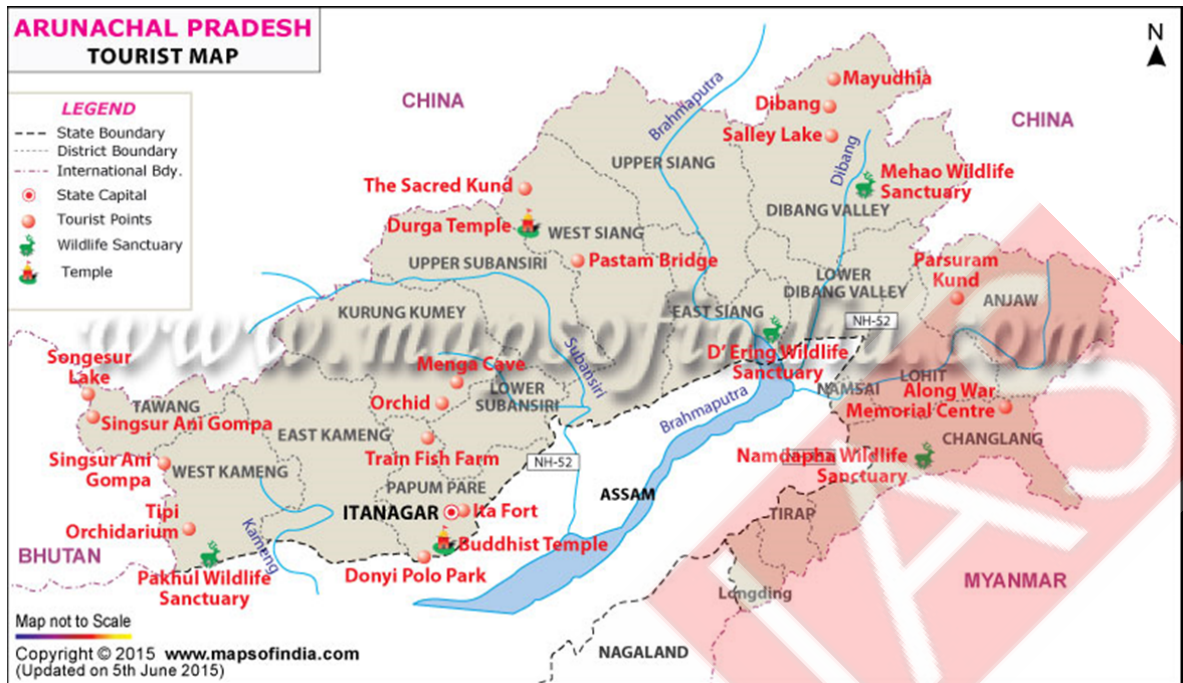 ARUNACHAL PRADESH
TOURIST MAP
N
LEGEND
State Boundary
District Boundary
International Bdy.
State Capital
Tourist Points
Wildlife Sanctuary
Temple
CHINA
CHINA
Brahmaputra
Mayudhia
Dibang
Salley Lake
Dibang
UPPER SIANG
Mehao Wildlife
Sanctuary
The Sacred Kund
Durga Temple
WEST SIANG
DIBANG VALLEY
UPPER SUBANSIRI
Pastam Bridge
Parsuram
Kund
LOWER
DIBANG VALLEY
ANJAW
KURUNG KUMEY
EAST SIANG
NH-52
www.mapsofindia.com
D'Ering Wildlife
Sanctuary
Songesur
Lake
Menga Cave
Subansiri
LOWER
SUBANSIRI
NAMSAI
LOHIT
Along War
Memorial Centre
TAWANG
Singsur Ani Gompa
Orchid
Brahmaputra
EAST KAMENG
CHANGLANG
Singsur Ani
Gompa
WEST KAMENG
Train Fish Farm
NH-52
Namdapha Wildlife
Sanctuary
PAPUM PARE
ASSAM
Tipi
Orchidarium
ITANAGAR
Ita Fort
TIRAP
Kameng
Buddhist Temple
BHUTAN
Pakhul Wildlife
Sanctuary
Donyi Polo Park
MYANMAR
Longding
NAGALAND
IAS
Map not to Scale
Copyright © 2015 www.mapsofindia.com
(Updated on 5th June 2015)